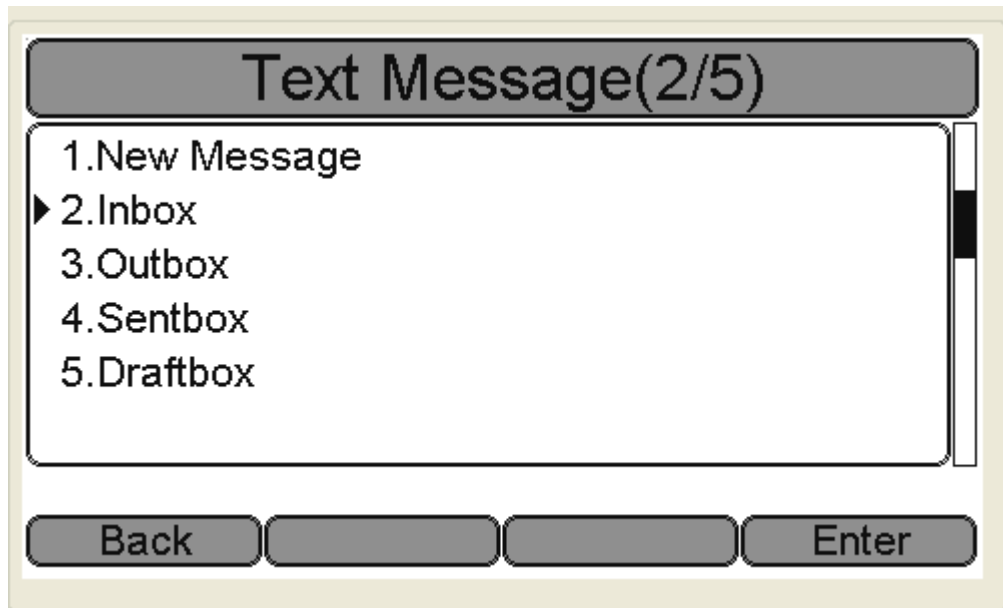 Text Message(2/5)
1.New Message
2.Inbox
3.Outbox
4.Sentbox
5.Draftbox
Back Enter